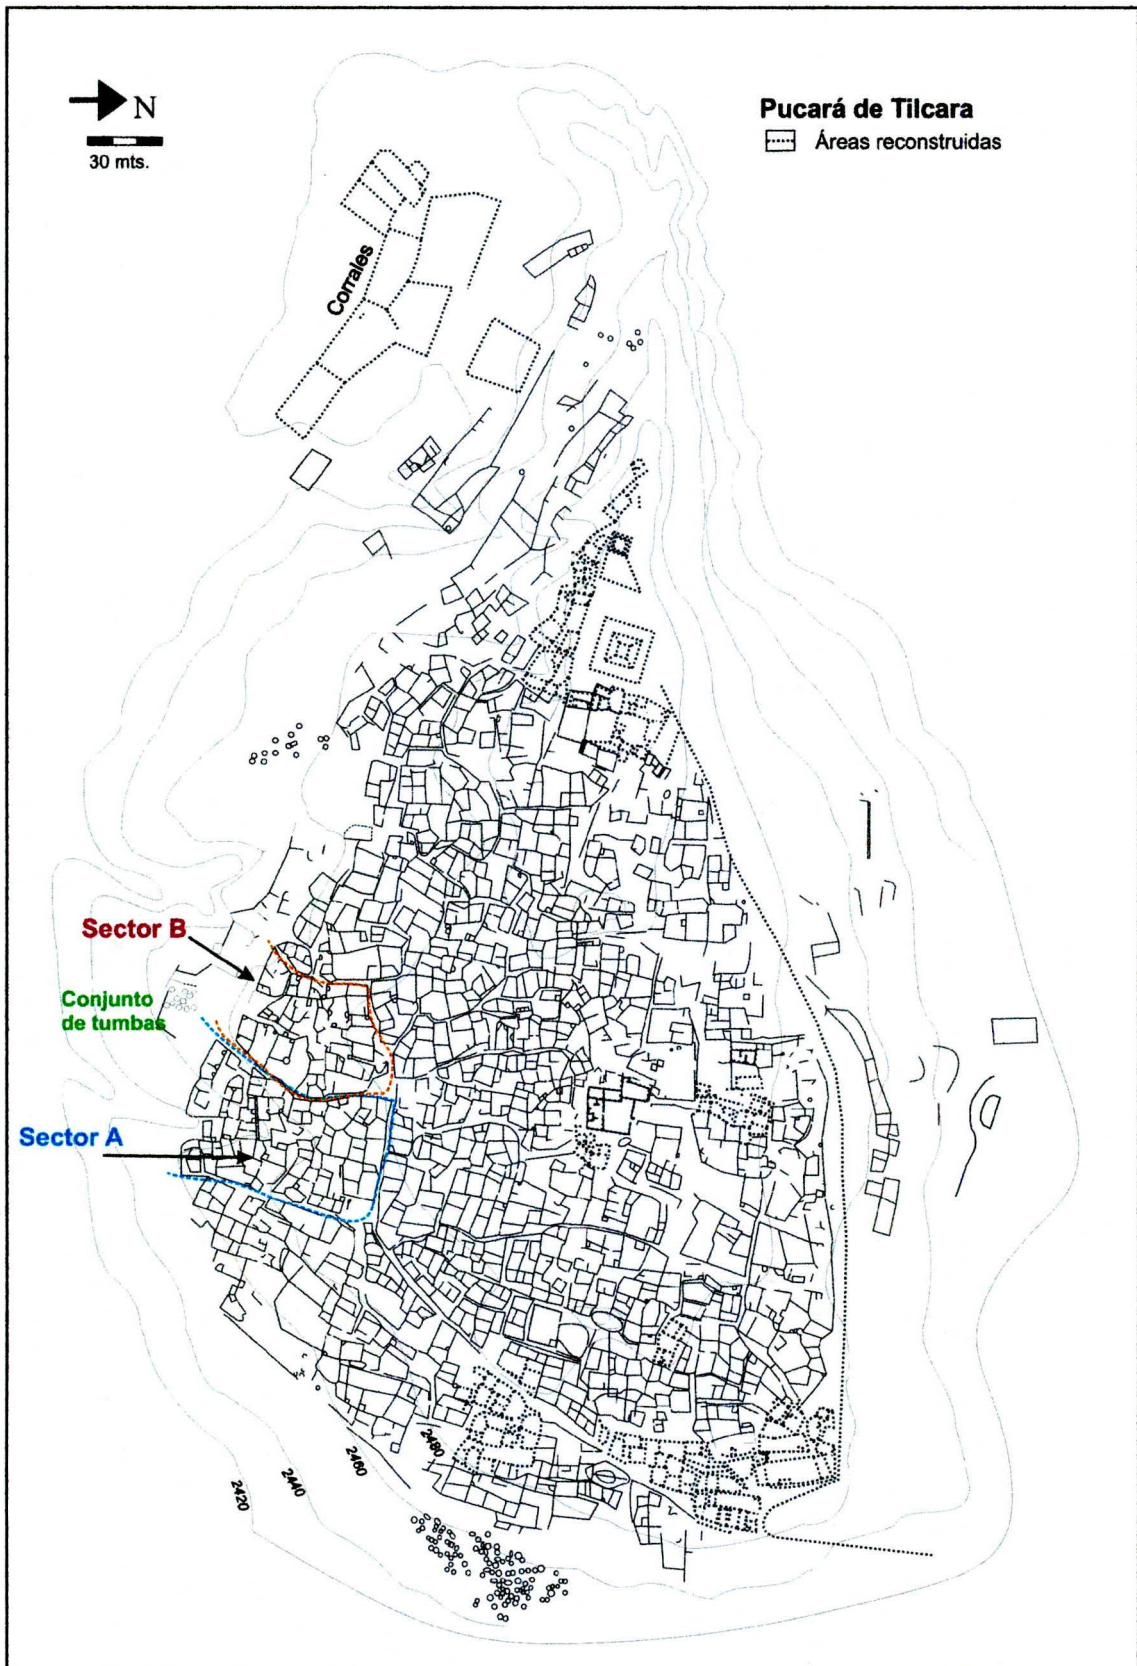 N
30 mts.
Pucará de Tilcara
Áreas reconstruidas
Corrales
Sector B
Conjunto
de tumbas
Sector A
2480
2460
2440
2420